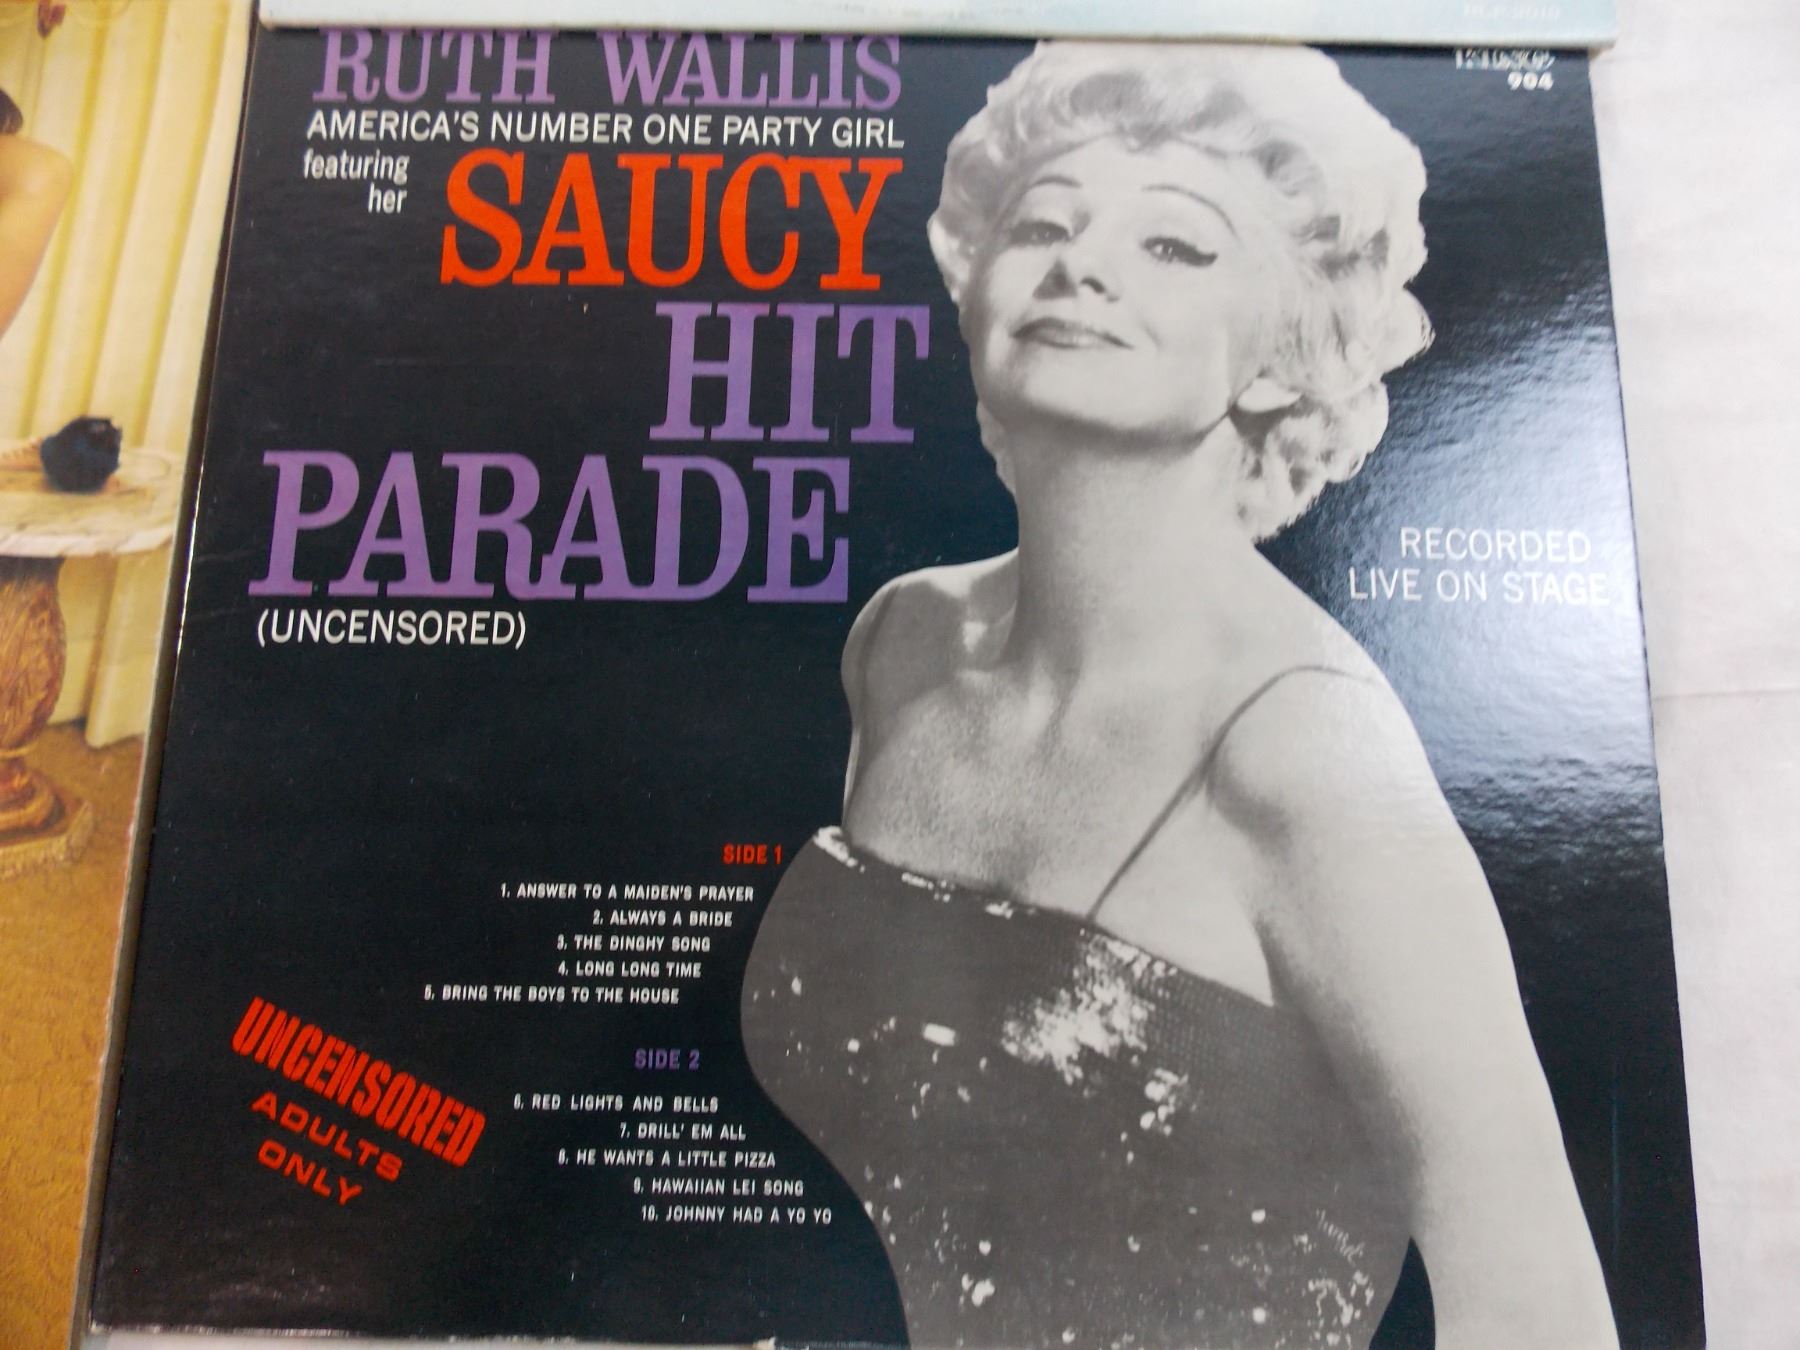 RUTH WALLIS
904
AMERICA'S NUMBER ONE PARTY GIRL
featuring
her
SAUCY
HIT
PARADE
(UNCENSORED)
RECORDED
LIVE ON STAGE
SIDE 1
1. ANSWER TO A MAIDEN'S PRAYER
2. ALWAYS A BRIDE
3. THE DINGHY SONG
4. LONG LONG TIME
5. BRING THE BOYS TO THE HOUSE
SIDE 2
6. RED LIGHTS AND BELLS
7. DRILL' EM ALL
8. HE WANTS A LITTLE PIZZA
9. HAWAIIAN LEI SONG
10. JOHNNY HAD A YO YO
UNCENSORED
ADULTS
ONLY